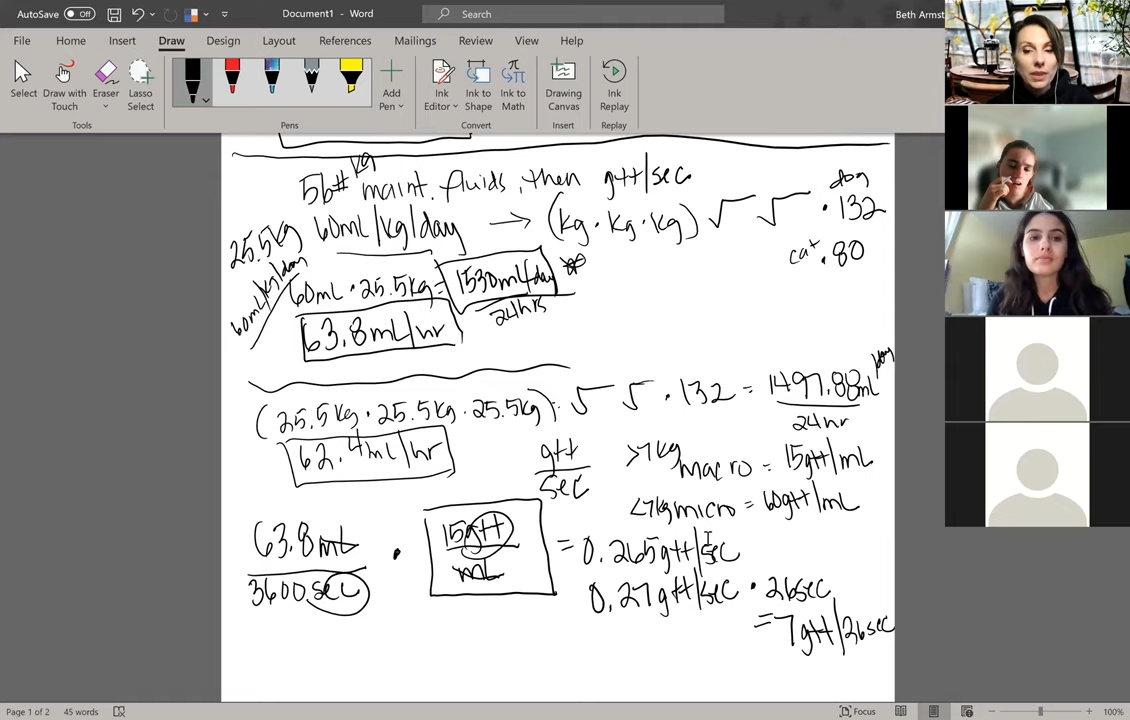 AutoSave Off Document1 - Word Search Beth Armst
File Home Insert Draw Design Layout References Mailings Review View Help
Select Draw with Touch Eraser Lasso Select Add Pen Ink Editor Ink to Shape Ink to Math Drawing Canvas Ink Replay
Tools Pens Convert Insert Replay
56# kg maint. fluids, then gtt/sec
25.5kg 60mL/kg/day → (kg · kg · kg) √ √ · 132 dog
cat · 80
60mL/kg/day
60mL · 25.5kg = 1530mL/day
24hrs
63.8mL/hr
(25.5kg · 25.5kg · 25.5kg) √ √ · 132 = 1497.88mL/day
24hr
62.4mL/hr
gtt/sec
>7kg macro = 15gtt/mL
<7kg micro = 60gtt/mL
63.8mL/3600sec · 15gtt/mL = 0.265gtt/sec
0.27gtt/sec · 26sec
= 7gtt/26sec
Page 1 of 2 45 words Focus 100%